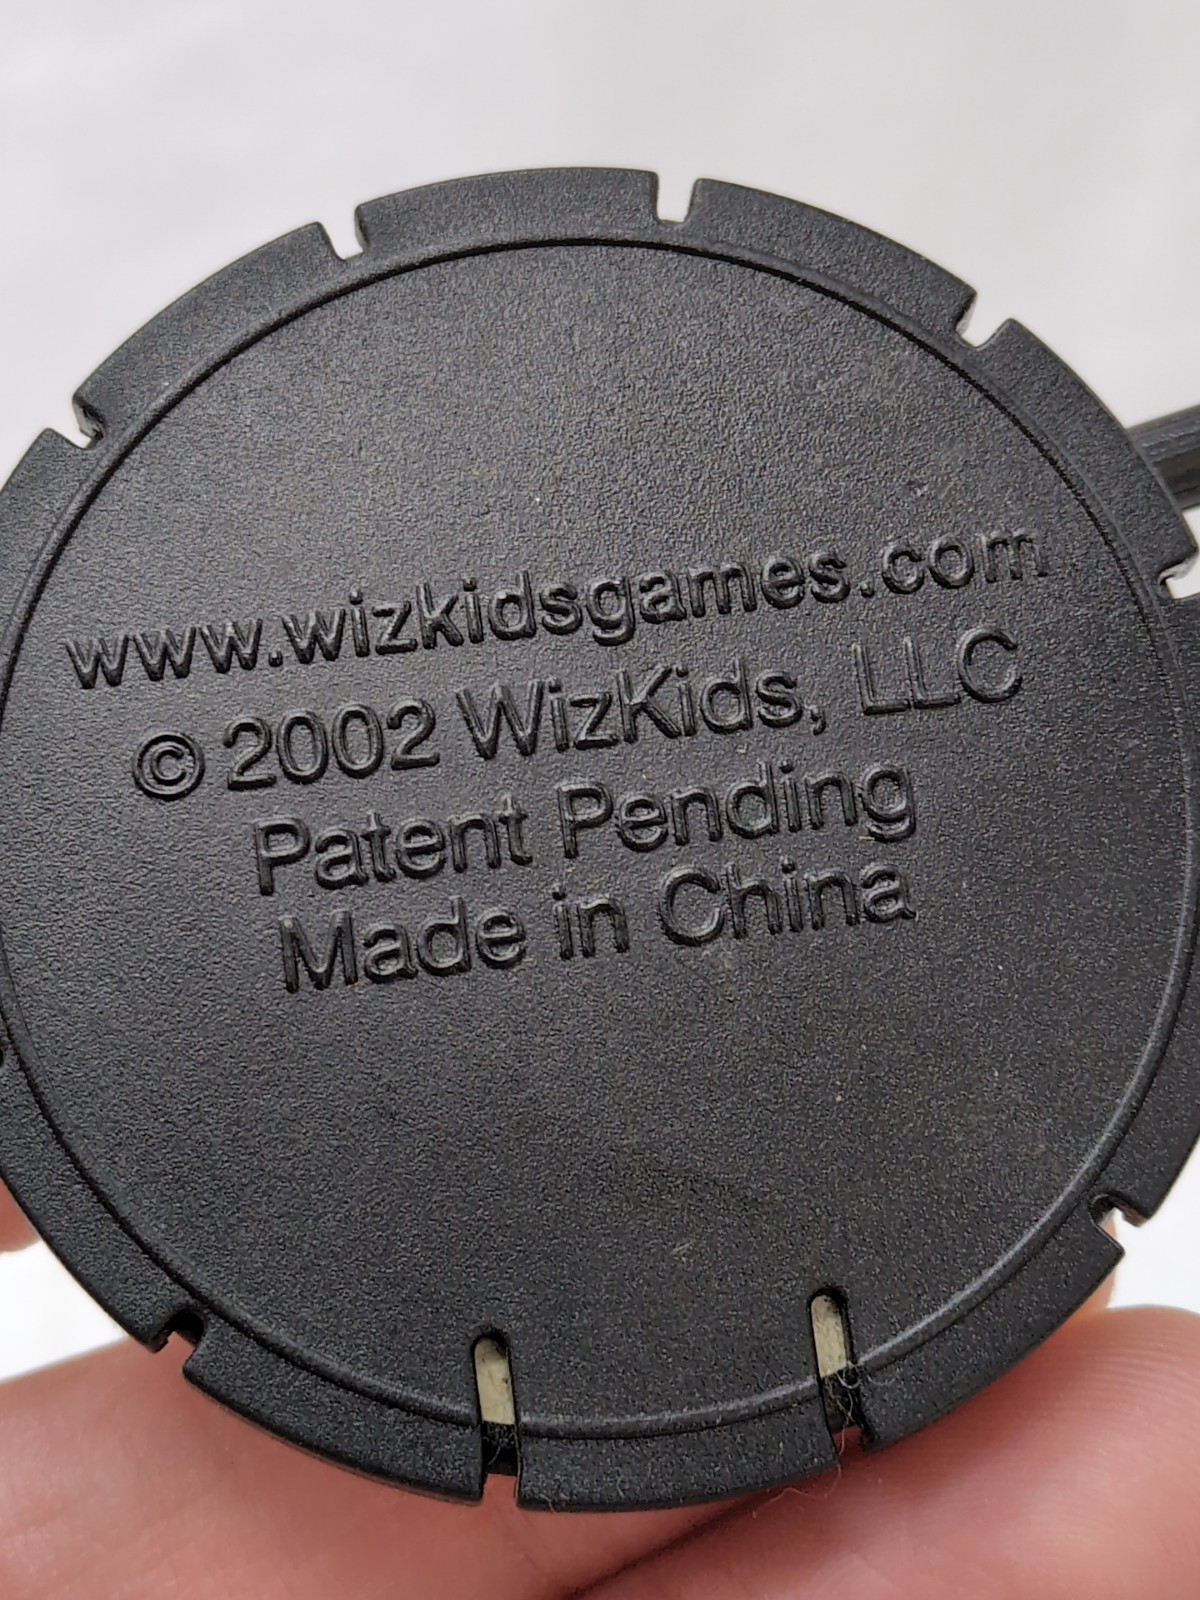 www.wizkidsgames.com
© 2002 WizKids, LLC
Patent Pending
Made in China